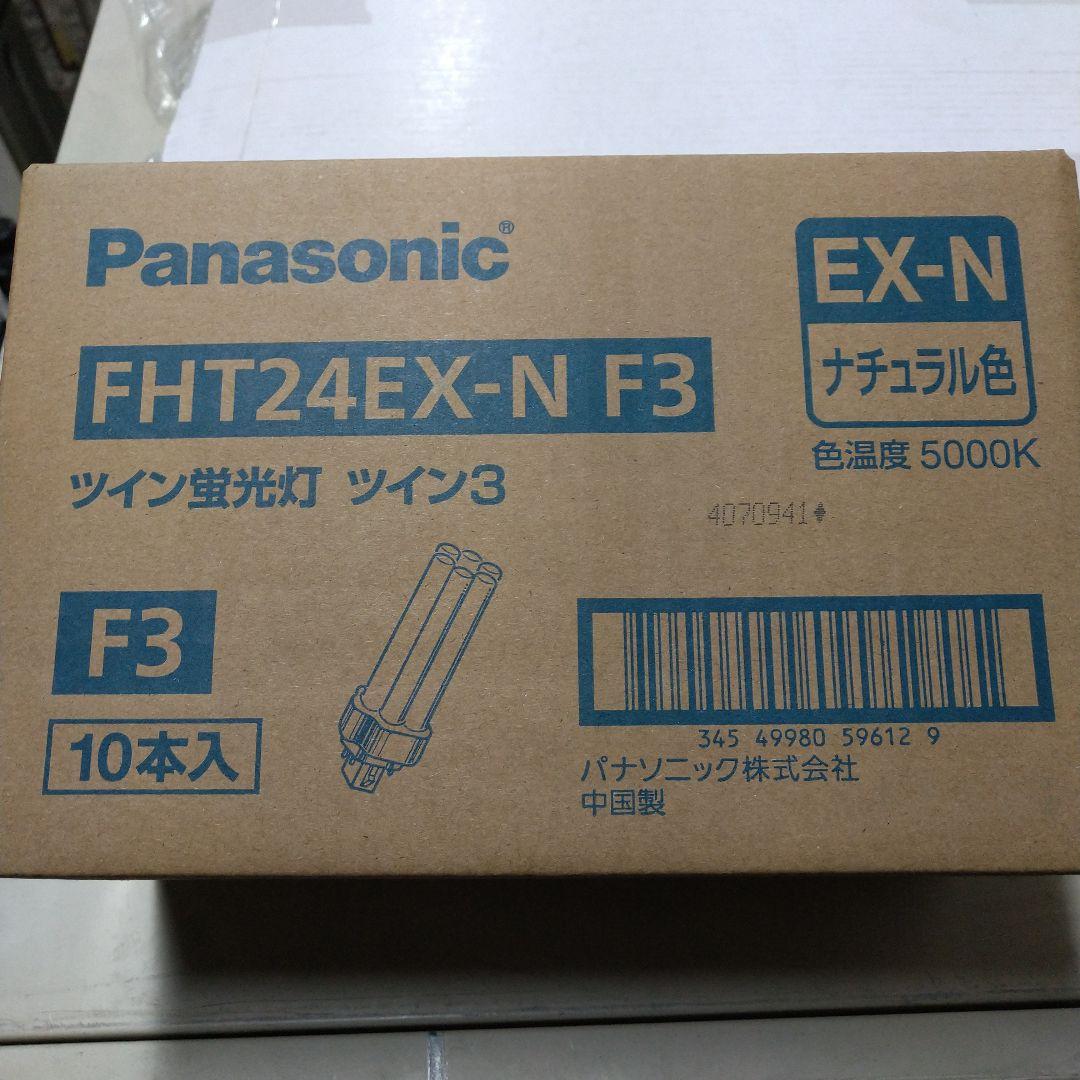 Panasonic®
FHT24EX-N F3
ツイン蛍光灯 ツイン3
EX-N
ナチュラル色
色温度 5000K
4070941
F3
10本入
345 49980 59612 9
パナソニック株式会社
中国製